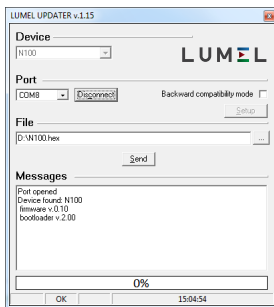 LUMEL UPDATER v.1.15
Device
N100
LUMEL
Port
COM8
Disconnect
Backward compatibility mode
Setup
File
D:\N100.hex
...
Send
Messages
Port opened
Device found: N100
firmware v.0.10
bootloader v.2.00
0%
OK
15:04:54